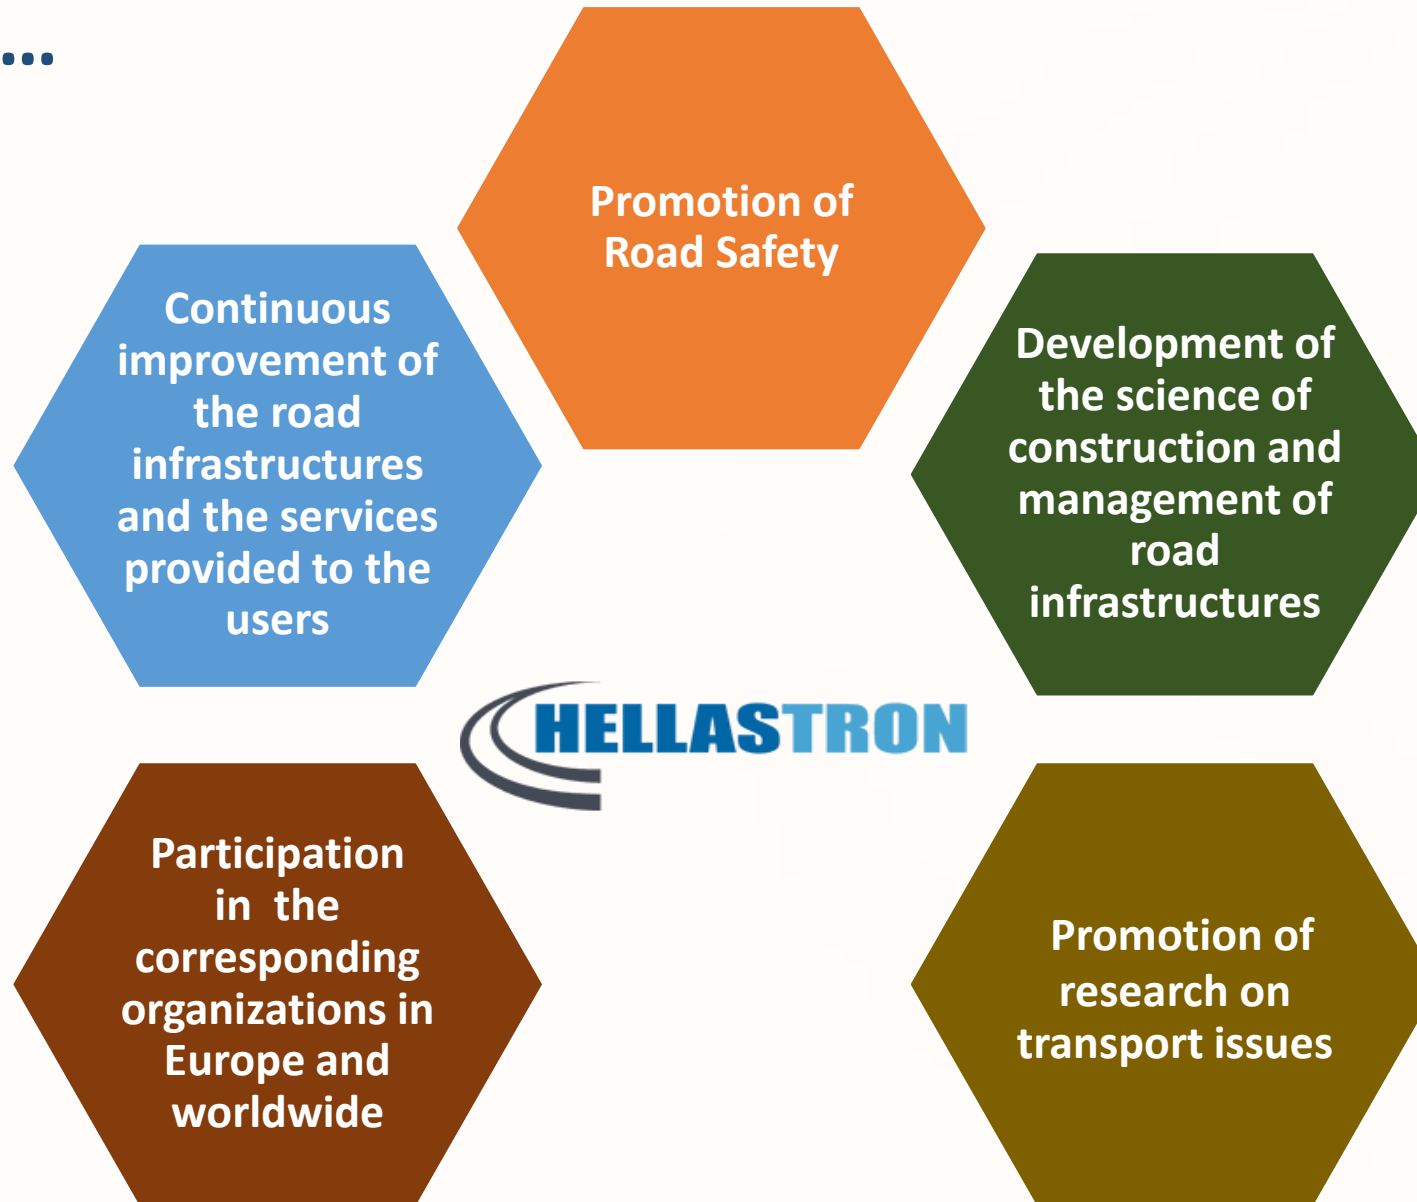 ...
Promotion of
Road Safety
Continuous
improvement of
the road
infrastructures
and the services
provided to the
users
Development of
the science of
construction and
management of
road
infrastructures
HELLASTRON
Participation
in the
corresponding
organizations in
Europe and
worldwide
Promotion of
research on
transport issues